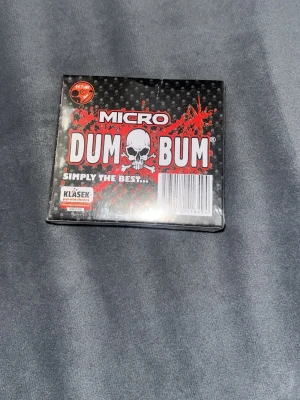 MICRO
DUM BUM®
SIMPLY THE BEST...
KLÁSEK